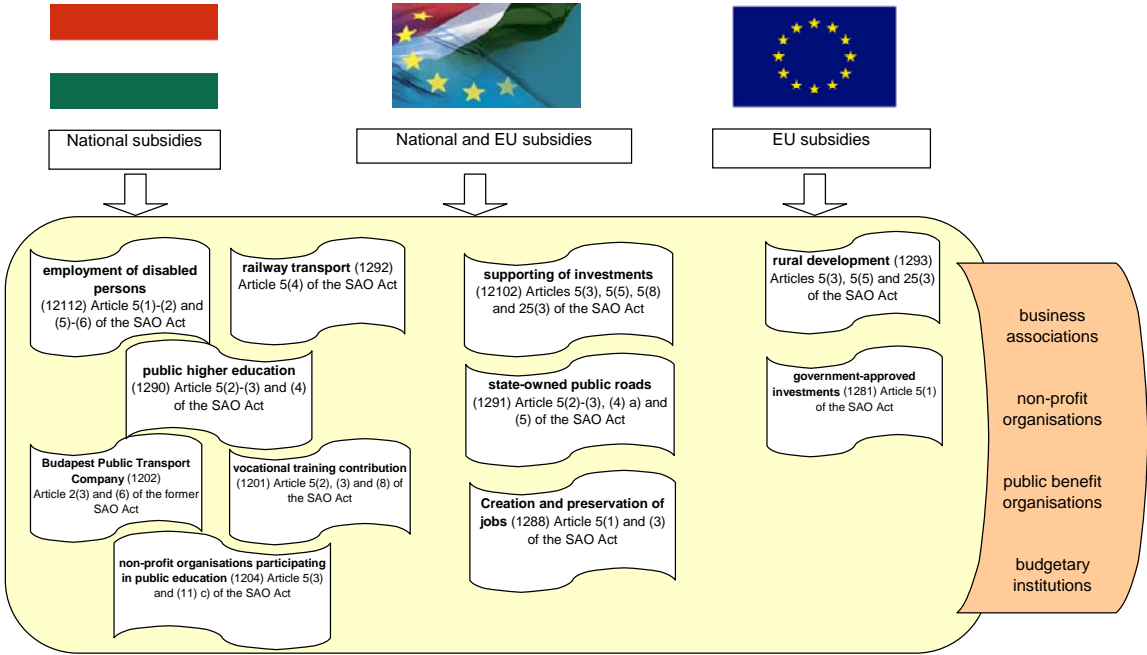 National subsidies
National and EU subsidies
EU subsidies
employment of disabled
persons
(12112) Article 5(1)-(2) and
(5)-(6) of the SAO Act
railway transport (1292)
Article 5(4) of the SAO Act
public higher education
(1290) Article 5(2)-(3) and (4)
of the SAO Act
Budapest Public Transport
Company (1202)
Article 2(3) and (6) of the former
SAO Act
vocational training contribution
(1201) Article 5(2), (3) and (8) of
the SAO Act
non-profit organisations participating
in public education (1204) Article 5(3)
and (11) c) of the SAO Act
supporting of investments
(12102) Articles 5(3), 5(5), 5(8)
and 25(3) of the SAO Act
state-owned public roads
(1291) Article 5(2)-(3), (4) a) and
(5) of the SAO Act
Creation and preservation of
jobs (1288) Article 5(1) and (3)
of the SAO Act
rural development (1293)
Articles 5(3), 5(5) and 25(3)
of the SAO Act
government-approved
investments (1281) Article 5(1)
of the SAO Act
business
associations
non-profit
organisations
public benefit
organisations
budgetary
institutions